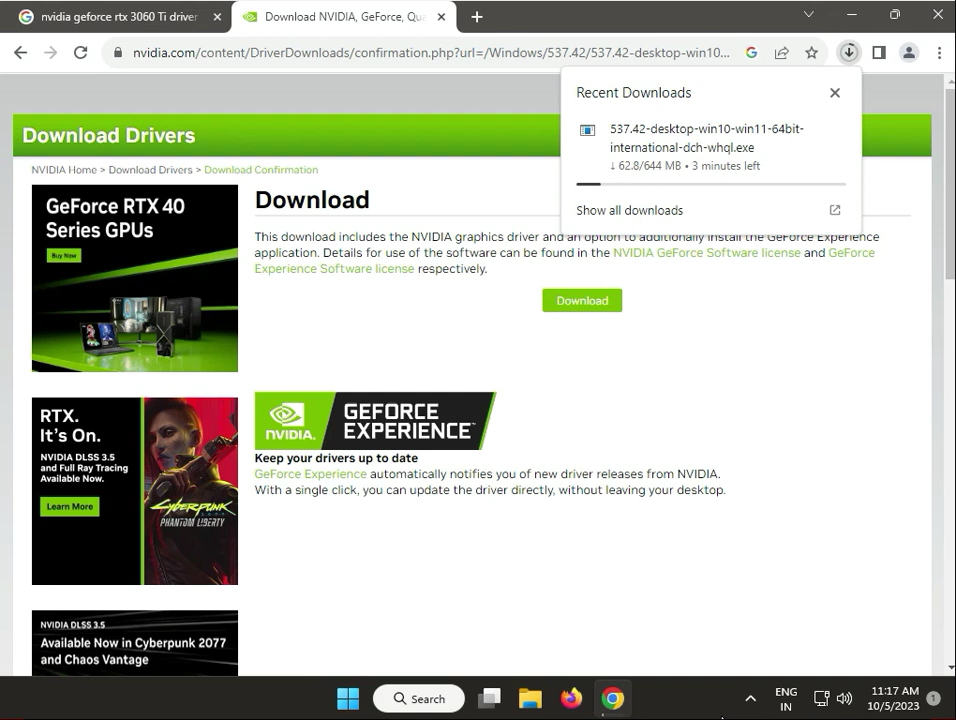 nvidia geforce rtx 3060 Ti driver
Download NVIDIA, GeForce, Qu
nvidia.com/content/DriverDownloads/confirmation.php?url=/Windows/537.42/537.42-desktop-win10...
Recent Downloads
537.42-desktop-win10-win11-64bit-
international-dch-whql.exe
↓ 62.8/644 MB • 3 minutes left
Show all downloads
Download Drivers
NVIDIA Home > Download Drivers > Download Confirmation
GeForce RTX 40
Series GPUs
Buy Now
Download
This download includes the NVIDIA graphics driver and an option to additionally install the GeForce Experience
application. Details for use of the software can be found in the NVIDIA GeForce Software license and GeForce
Experience Software license respectively.
Download
RTX.
It's On.
NVIDIA DLSS 3.5
and Full Ray Tracing
Available Now.
Learn More
Cyberpunk
PHANTOM LIBERTY
NVIDIA.
GEFORCE
EXPERIENCE™
Keep your drivers up to date
GeForce Experience automatically notifies you of new driver releases from NVIDIA.
With a single click, you can update the driver directly, without leaving your desktop.
NVIDIA DLSS 3.5
Available Now in Cyberpunk 2077
and Chaos Vantage
Search
ENG
IN
11:17 AM
10/5/2023
1